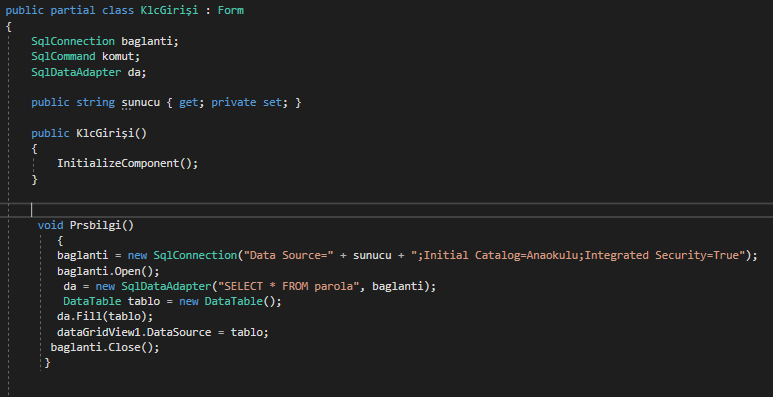 public partial class KlcGirişi : Form
{
SqlConnection baglanti;
SqlCommand komut;
SqlDataAdapter da;
public string sunucu { get; private set; }
public KlcGirişi()
{
InitializeComponent();
}
void Prsbilgi()
{
baglanti = new SqlConnection("Data Source=" + sunucu + ";Initial Catalog=Anaokulu;Integrated Security=True");
baglanti.Open();
da = new SqlDataAdapter("SELECT * FROM parola", baglanti);
DataTable tablo = new DataTable();
da.Fill(tablo);
dataGridView1.DataSource = tablo;
baglanti.Close();
}